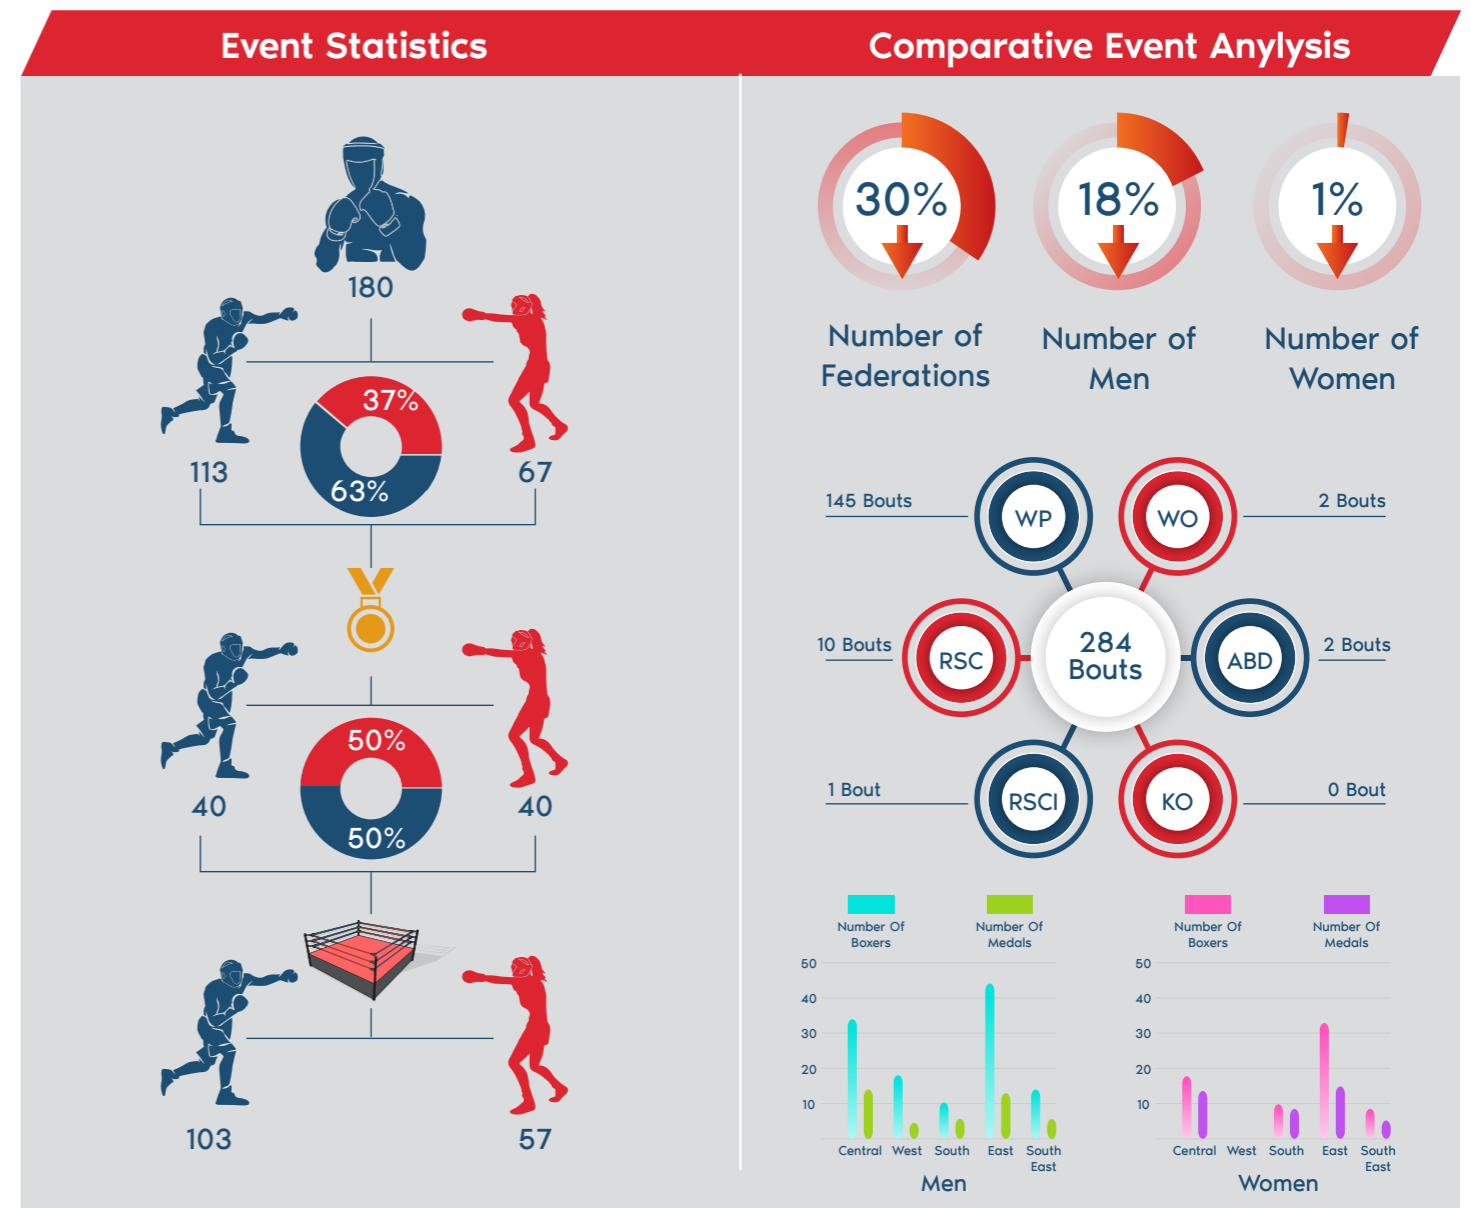 Event Statistics
180
113
67
37%
63%
40
40
50%
50%
103
57
Comparative Event Anylysis
30%
18%
1%
Number of
Federations
Number of
Men
Number of
Women
145 Bouts
WP
WO
2 Bouts
10 Bouts
RSC
284
Bouts
ABD
2 Bouts
1 Bout
RSCI
KO
0 Bout
Number Of
Boxers
Number Of
Medals
50
40
30
20
10
Central
West
South
East
South
East
Men
Number Of
Boxers
Number Of
Medals
50
40
30
20
10
Central
West
South
East
South
East
Women